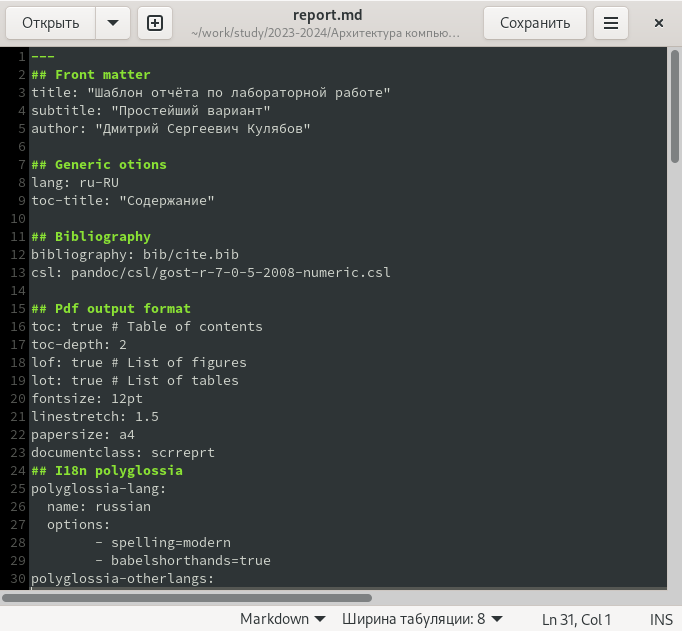 Открыть
report.md
~/work/study/2023-2024/Архитектура компью…
Сохранить
1 ---
2 ## Front matter
3 title: "Шаблон отчёта по лабораторной работе"
4 subtitle: "Простейший вариант"
5 author: "Дмитрий Сергеевич Кулябов"
6
7 ## Generic otions
8 lang: ru-RU
9 toc-title: "Содержание"
10
11 ## Bibliography
12 bibliography: bib/cite.bib
13 csl: pandoc/csl/gost-r-7-0-5-2008-numeric.csl
14
15 ## Pdf output format
16 toc: true # Table of contents
17 toc-depth: 2
18 lof: true # List of figures
19 lot: true # List of tables
20 fontsize: 12pt
21 linestretch: 1.5
22 papersize: a4
23 documentclass: scrreprt
24 ## I18n polyglossia
25 polyglossia-lang:
26   name: russian
27   options:
28         - spelling=modern
29         - babelshorthands=true
30 polyglossia-otherlangs:
Markdown Ширина табуляции: 8 Ln 31, Col 1 INS